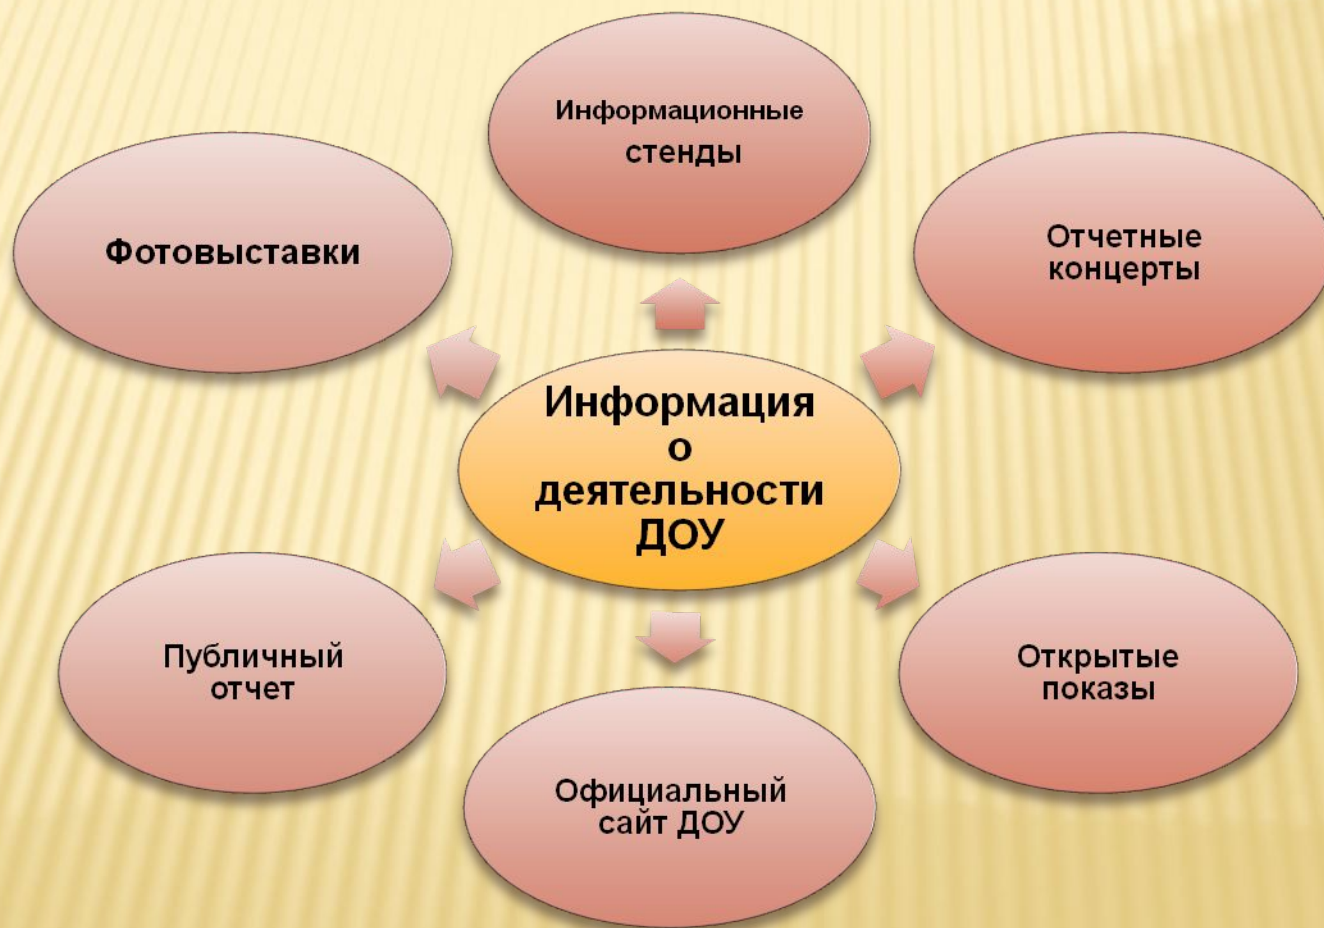 Информационные
стенды
Фотовыставки
Отчетные
концерты
Информация
о
деятельности
ДОУ
Публичный
отчет
Открытые
показы
Официальный
сайт ДОУ